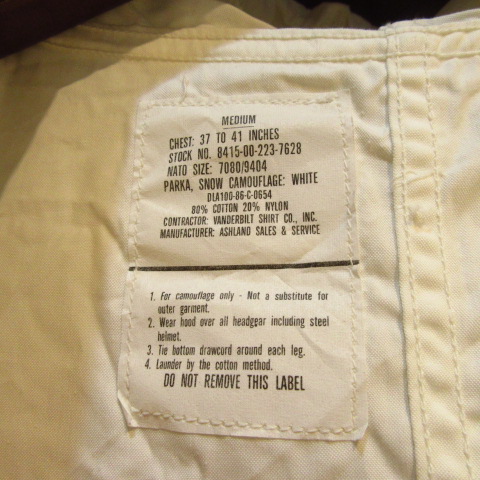 MEDIUM
CHEST: 37 TO 41 INCHES
STOCK NO. 8415-00-223-7628
NATO SIZE: 7080/9404
PARKA, SNOW CAMOUFLAGE: WHITE
DLA100-86-C-0654
80% COTTON 20% NYLON
CONTRACTOR: VANDERBILT SHIRT CO., INC.
MANUFACTURER: ASHLAND SALES & SERVICE
1. For camouflage only - Not a substitute for
outer garment.
2. Wear hood over all headgear including steel
helmet.
3. Tie bottom drawcord around each leg.
4. Launder by the cotton method.
DO NOT REMOVE THIS LABEL